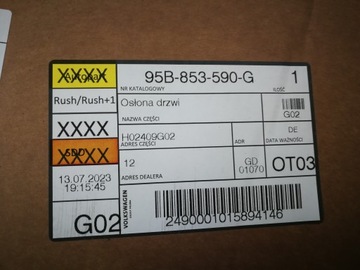 XXXX
95B-853-590-G
1
NR KATALOGOWY
ILOŚĆ
Rush/Rush+1
Osłona drzwi
NAZWA CZĘŚCI
G02
XXXX
H02409G02
DE
ADRES CZĘŚCI
ADR
DATA WAŻNOŚCI
XXXX
12
GD
01070
OT03
ADRES DEALERA
13.07.2023
19:15:45
G02
VOLKSWAGEN
2490001015894146